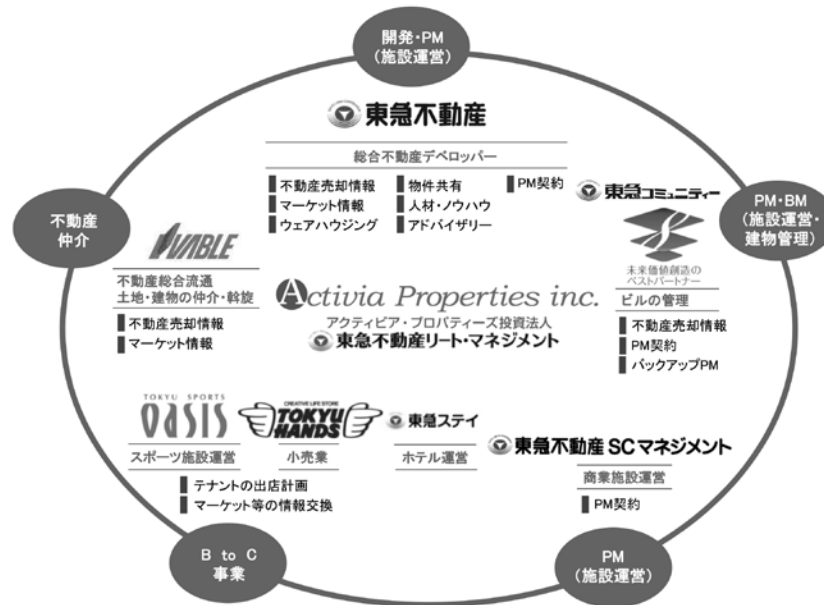 開発・PM
(施設運営)
東急不動産
総合不動産デベロッパー
不動産売却情報
マーケット情報
ウェアハウジング
物件共有
人材・ノウハウ
アドバイザリー
PM契約
東急コミュニティー
未来価値創造の
ベストパートナー
ビルの管理
不動産売却情報
PM契約
バックアップPM
PM・BM
(施設運営・
建物管理)
不動産
仲介
VABLE
不動産総合流通
土地・建物の仲介・斡旋
不動産売却情報
マーケット情報
Activia Properties inc.
アクティビア・プロパティーズ投資法人
東急不動産リート・マネジメント
TOKYU SPORTS
OASIS
スポーツ施設運営
CREATIVE LIFE STORE
TOKYU
HANDS
小売業
テナントの出店計画
マーケット等の情報交換
東急ステイ
ホテル運営
東急不動産SCマネジメント
商業施設運営
PM契約
B to C
事業
PM
(施設運営)